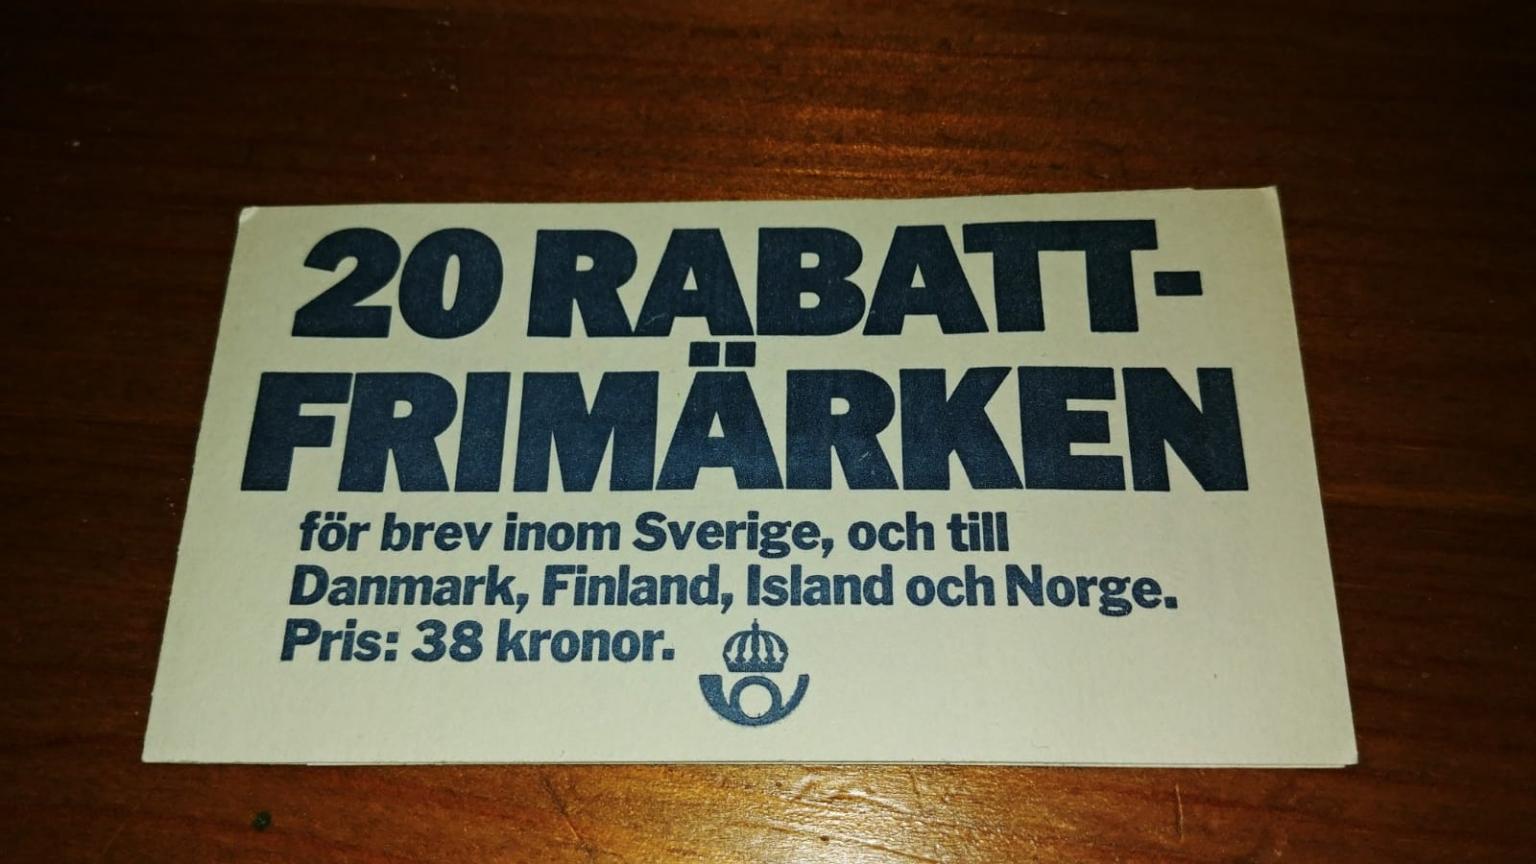 20 RABATT-
FRIMÄRKEN
för brev inom Sverige, och till
Danmark, Finland, Island och Norge.
Pris: 38 kronor.